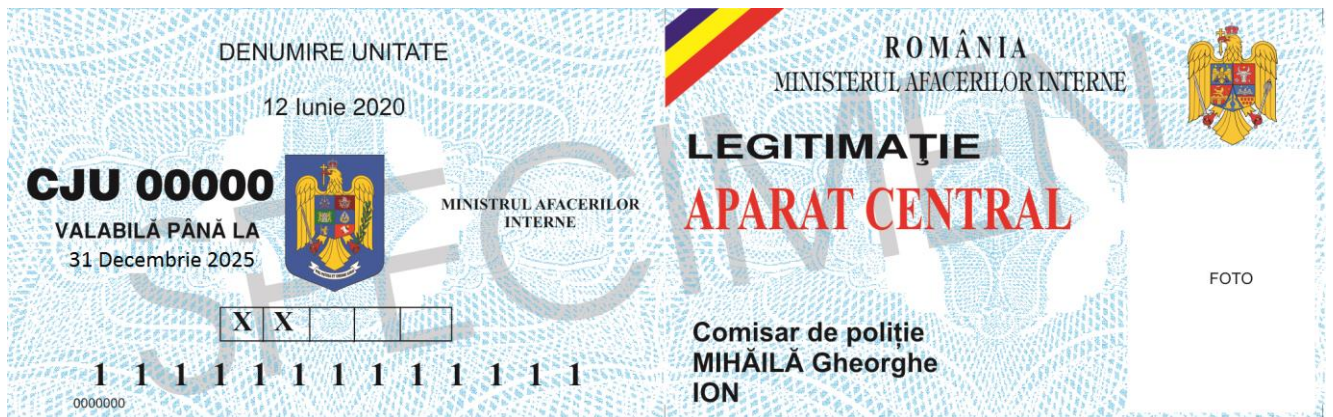 DENUMIRE UNITATE
12 Iunie 2020
CJU 00000
VALABILĂ PÂNĂ LA
31 Decembrie 2025
MINISTRUL AFACERILOR
INTERNE
X X
1 1 1 1 1 1 1 1 1 1 1 1 1
0000000
ROMÂNIA
MINISTERUL AFACERILOR INTERNE
LEGITIMAŢIE
APARAT CENTRAL
FOTO
Comisar de poliție
MIHĂILĂ Gheorghe
ION
SPECIMEN